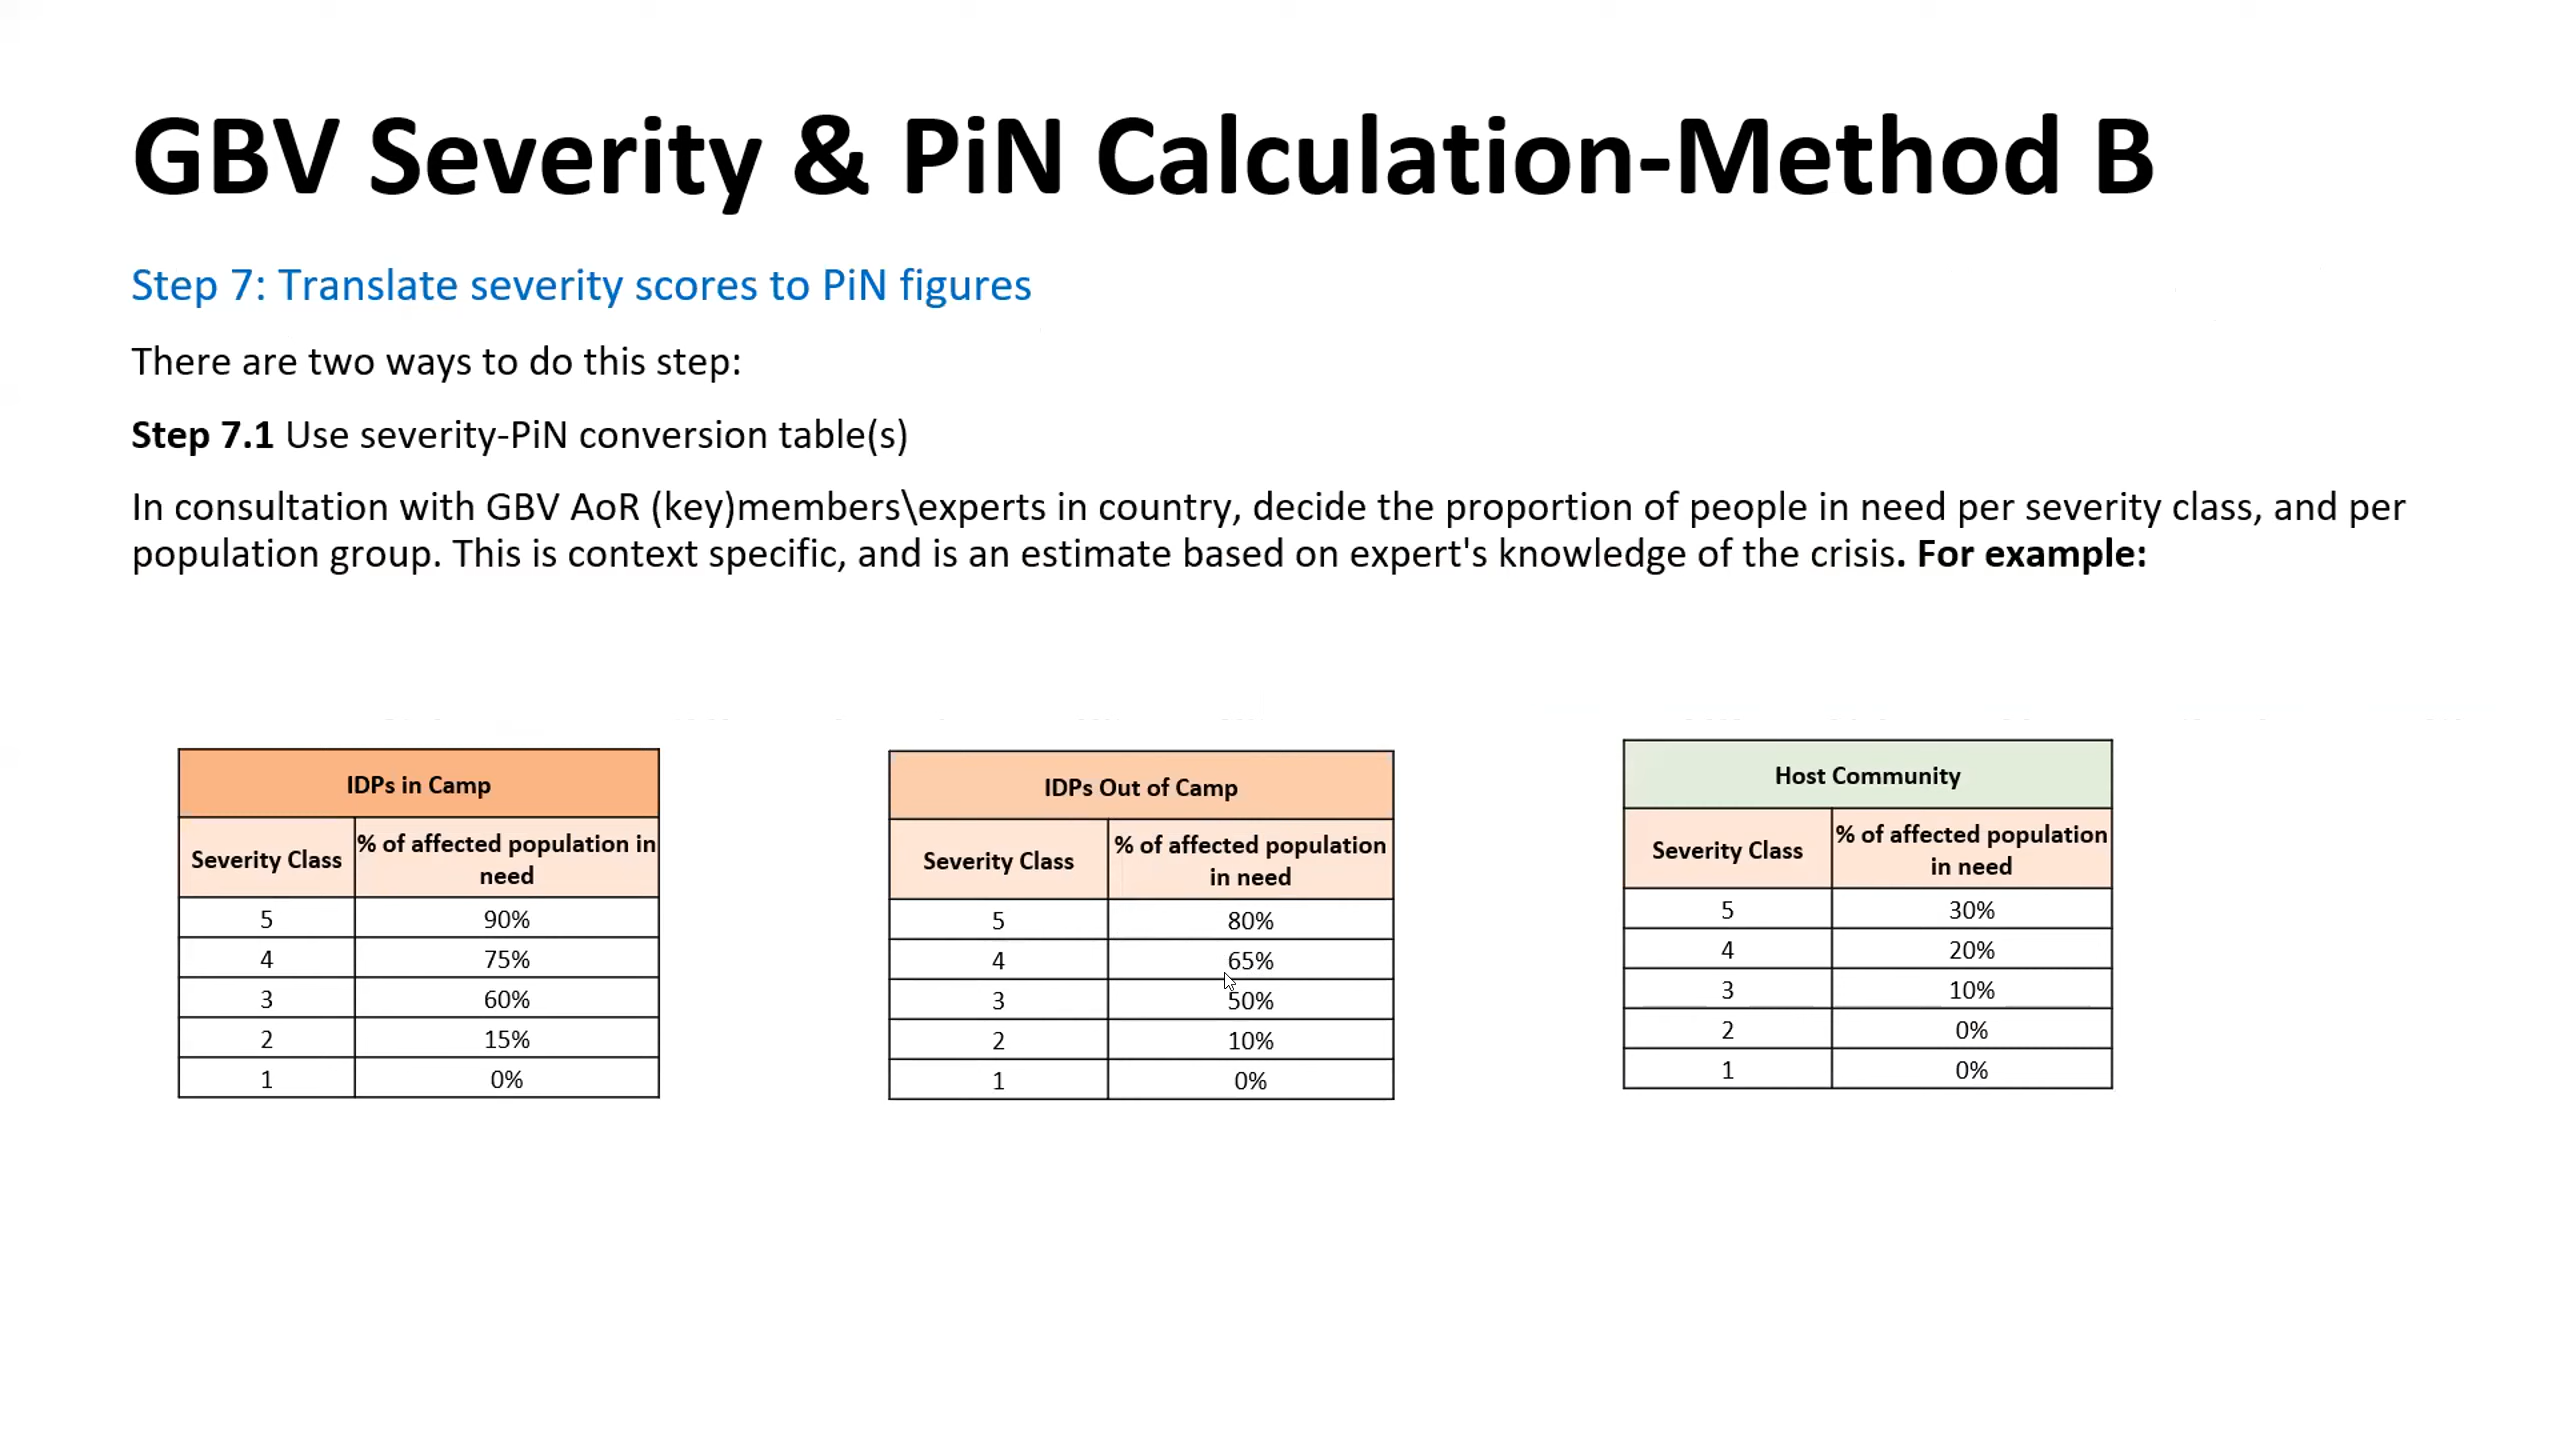 GBV Severity & PiN Calculation-Method B
Step 7: Translate severity scores to PiN figures
There are two ways to do this step:
Step 7.1 Use severity-PiN conversion table(s)
In consultation with GBV AoR (key)members\experts in country, decide the proportion of people in need per severity class, and per
population group. This is context specific, and is an estimate based on expert's knowledge of the crisis. For example:
IDPs in Camp
Severity Class
% of affected population in
need
5 90%
4 75%
3 60%
2 15%
1 0%
IDPs Out of Camp
Severity Class
% of affected population
in need
5 80%
4 65%
3 50%
2 10%
1 0%
Host Community
Severity Class
% of affected population
in need
5 30%
4 20%
3 10%
2 0%
1 0%